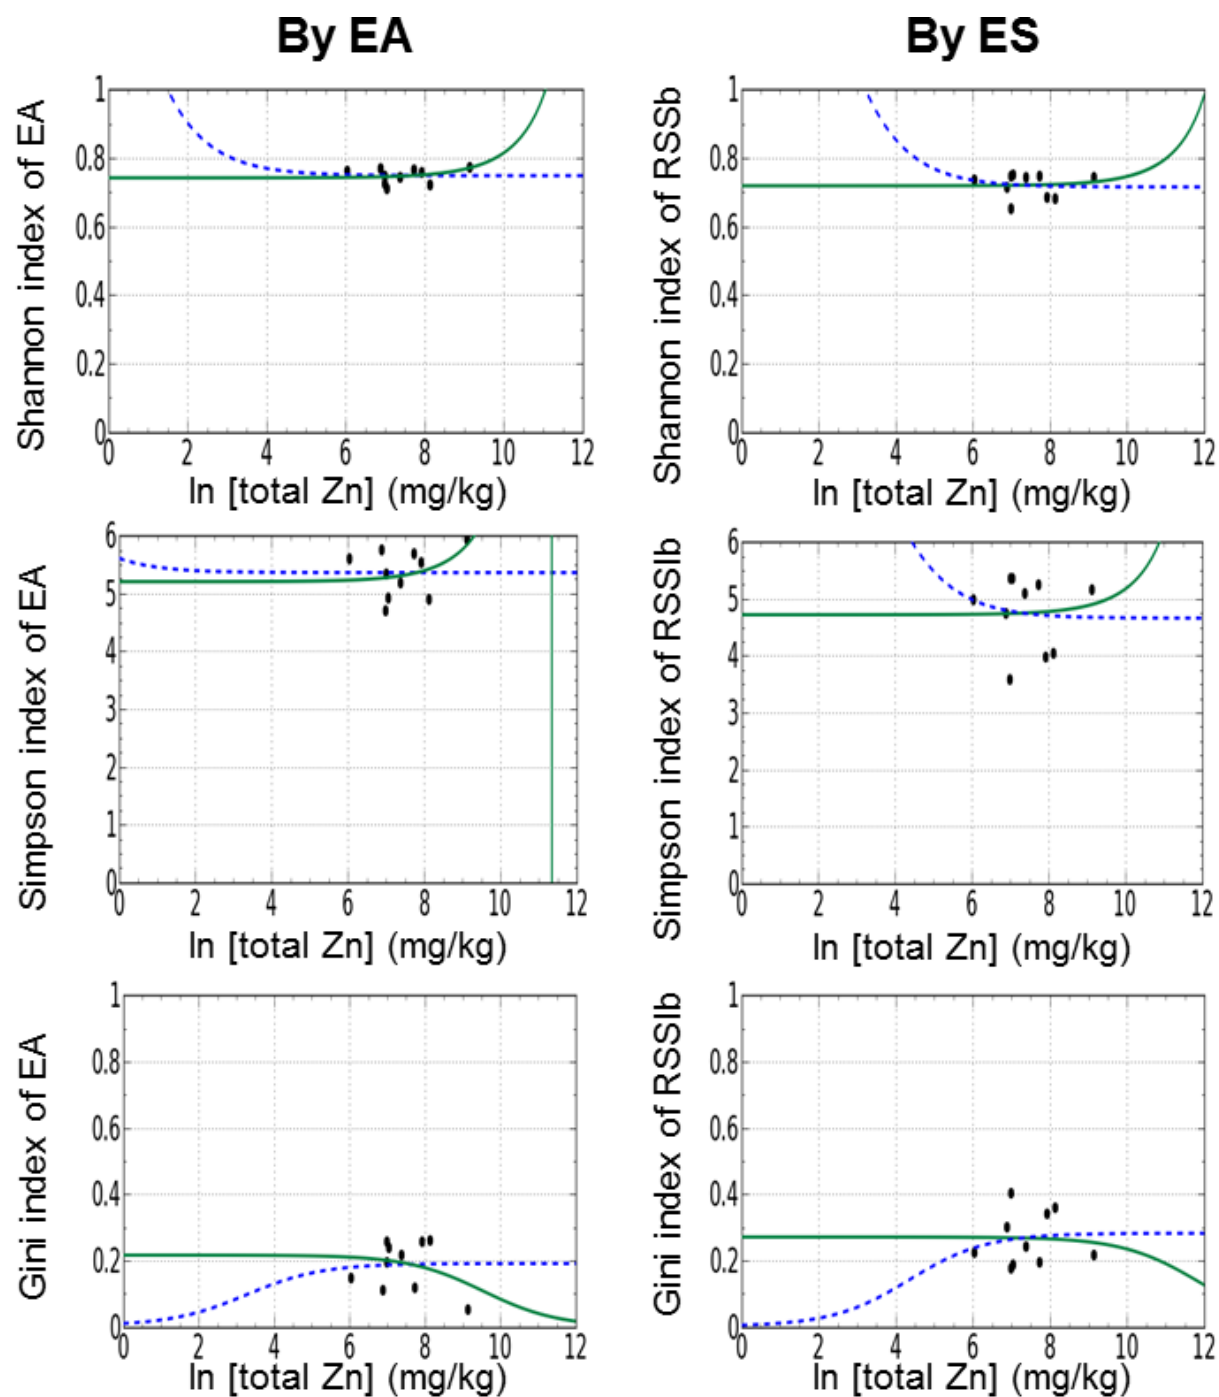 By EA
By ES
Shannon index of EA
1
0.8
0.6
0.4
0.2
0
0 2 4 6 8 10 12
ln [total Zn] (mg/kg)
Shannon index of RSSb
1
0.8
0.6
0.4
0.2
0
0 2 4 6 8 10 12
ln [total Zn] (mg/kg)
Simpson index of EA
6
5
4
3
2
1
0
0 2 4 6 8 10 12
ln [total Zn] (mg/kg)
Simpson index of RSSIb
6
5
4
3
2
1
0
0 2 4 6 8 10 12
ln [total Zn] (mg/kg)
Gini index of EA
1
0.8
0.6
0.4
0.2
0
0 2 4 6 8 10 12
ln [total Zn] (mg/kg)
Gini index of RSSIb
1
0.8
0.6
0.4
0.2
0
0 2 4 6 8 10 12
ln [total Zn] (mg/kg)